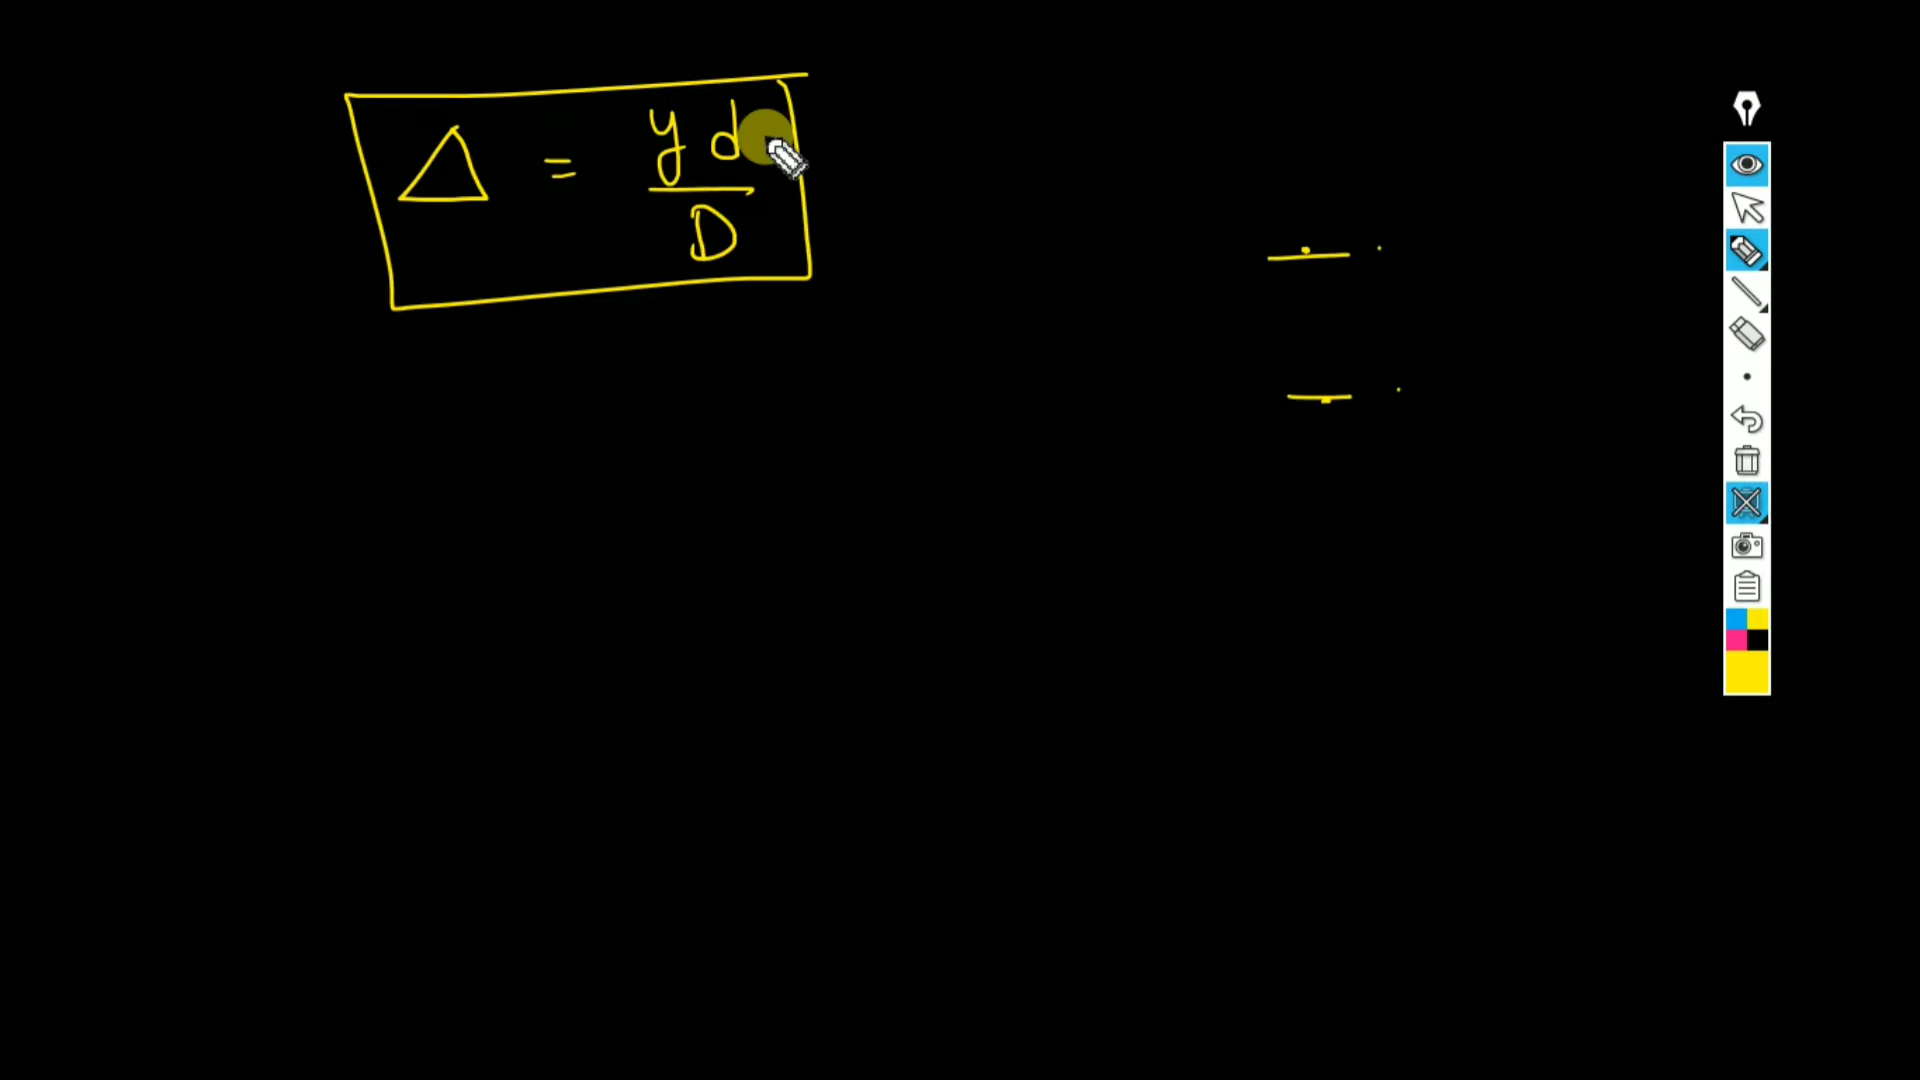 △ = yd/D